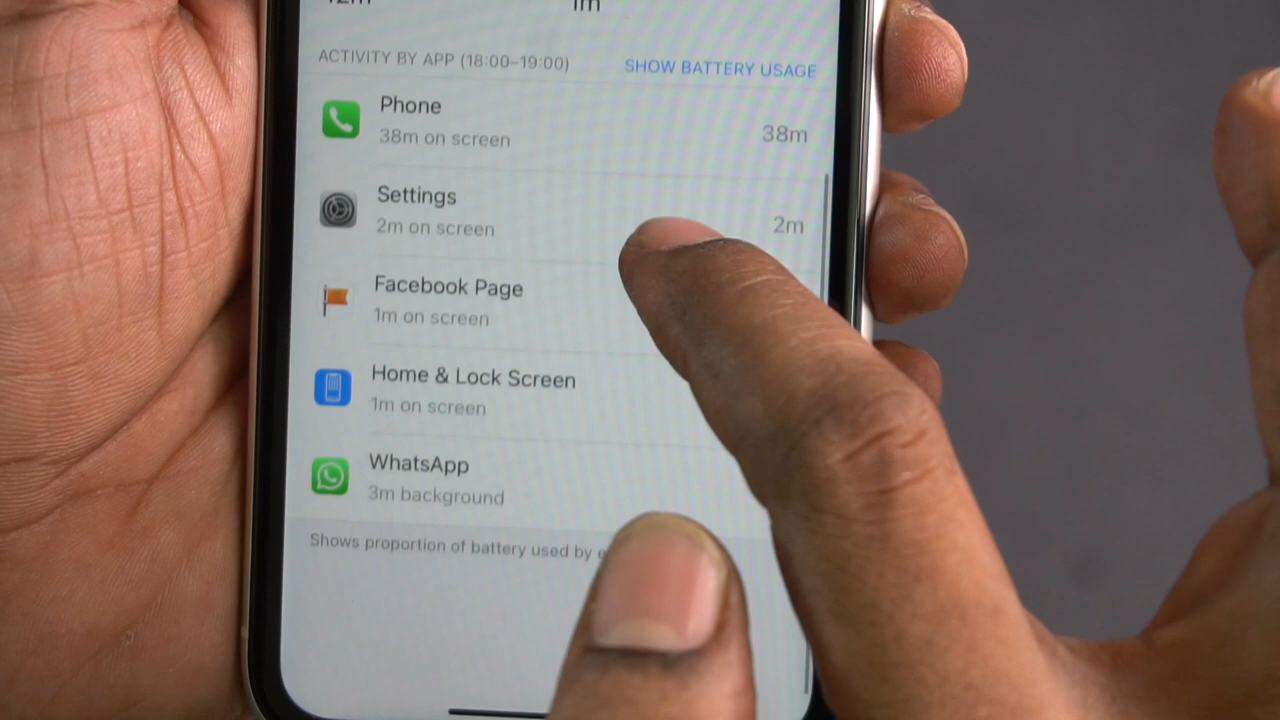 12m 1m
ACTIVITY BY APP (18:00–19:00) SHOW BATTERY USAGE
Phone
38m on screen 38m
Settings
2m on screen 2m
Facebook Page
1m on screen
Home & Lock Screen
1m on screen
WhatsApp
3m background
Shows proportion of battery used by